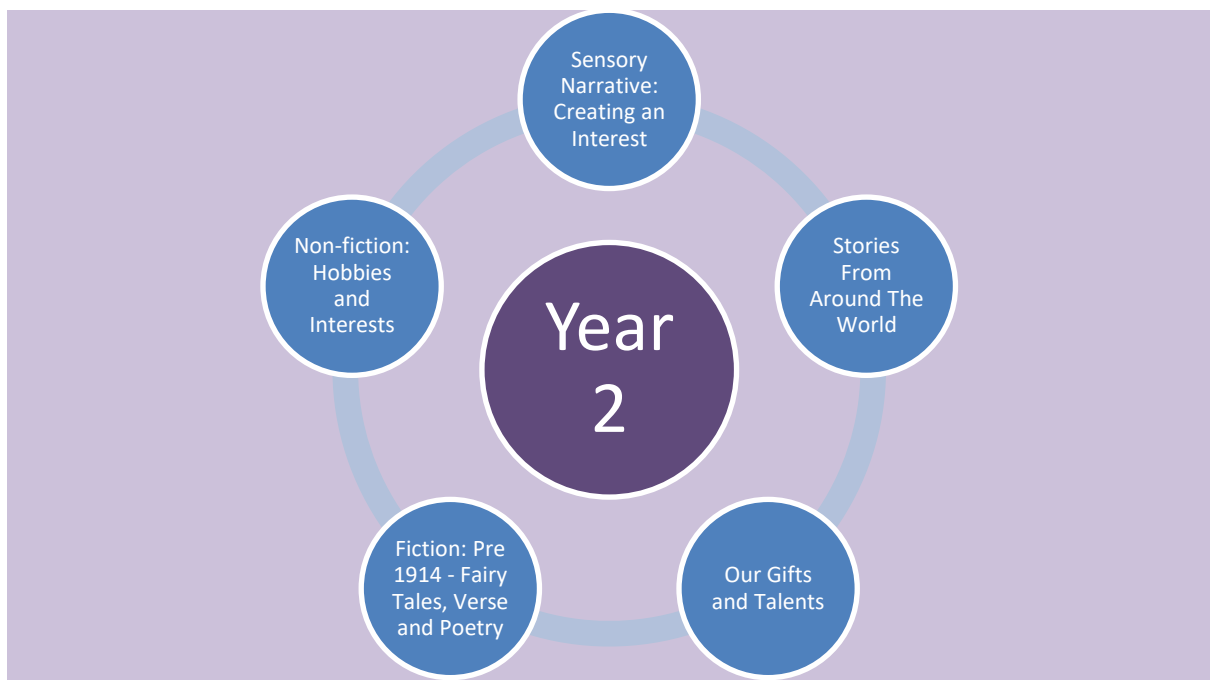 Sensory
Narrative:
Creating an
Interest
Stories
From
Around The
World
Our Gifts
and Talents
Fiction: Pre
1914 - Fairy
Tales, Verse
and Poetry
Non-fiction:
Hobbies
and
Interests
Year
2